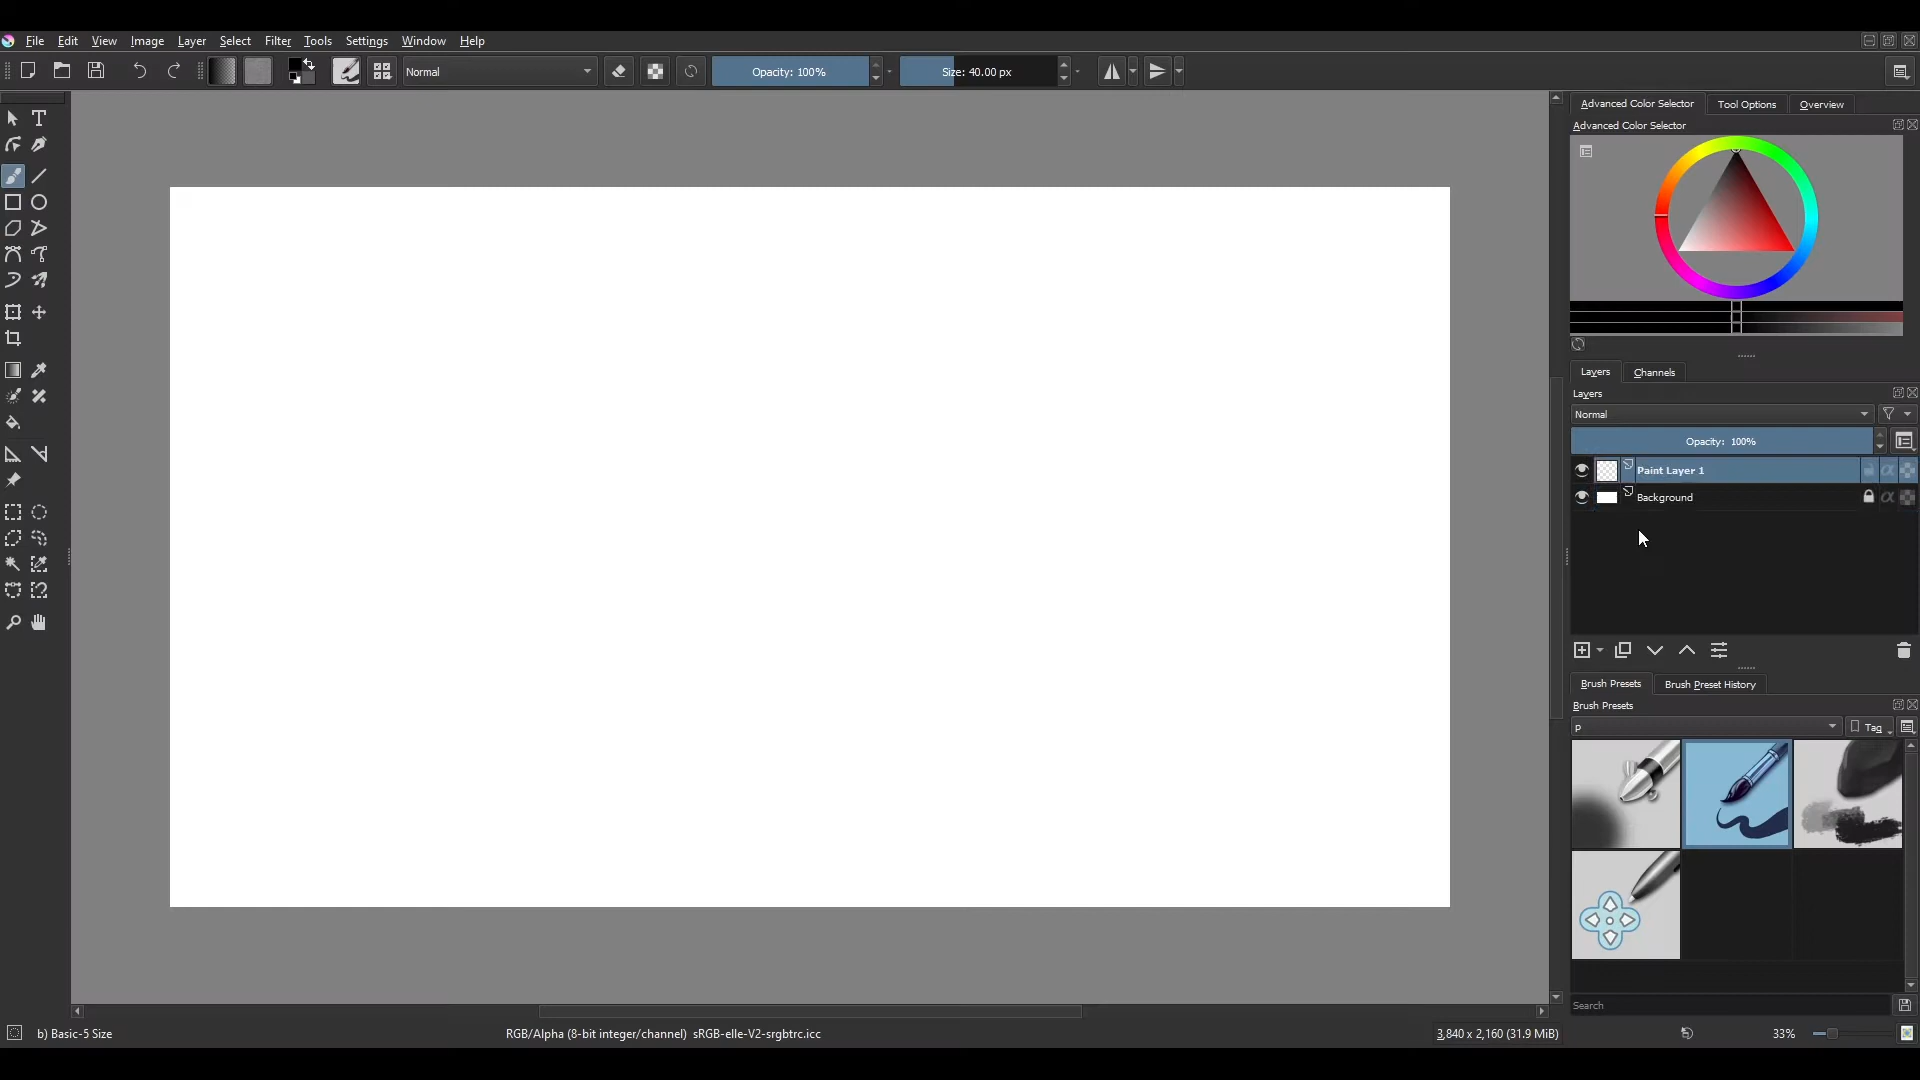 File Edit View Image Layer Select Filter Tools Settings Window Help
Normal Opacity: 100% Size: 40.00 px
Advanced Color Selector Tool Options Overview
Advanced Color Selector
Layers Channels
Layers
Normal
Opacity: 100%
Paint Layer 1
Background
Brush Presets Brush Preset History
Brush Presets
p Tag
Search
b) Basic-5 Size RGB/Alpha (8-bit integer/channel) sRGB-elle-V2-srgbtrc.icc 3,840 x 2,160 (31.9 MiB) 33%